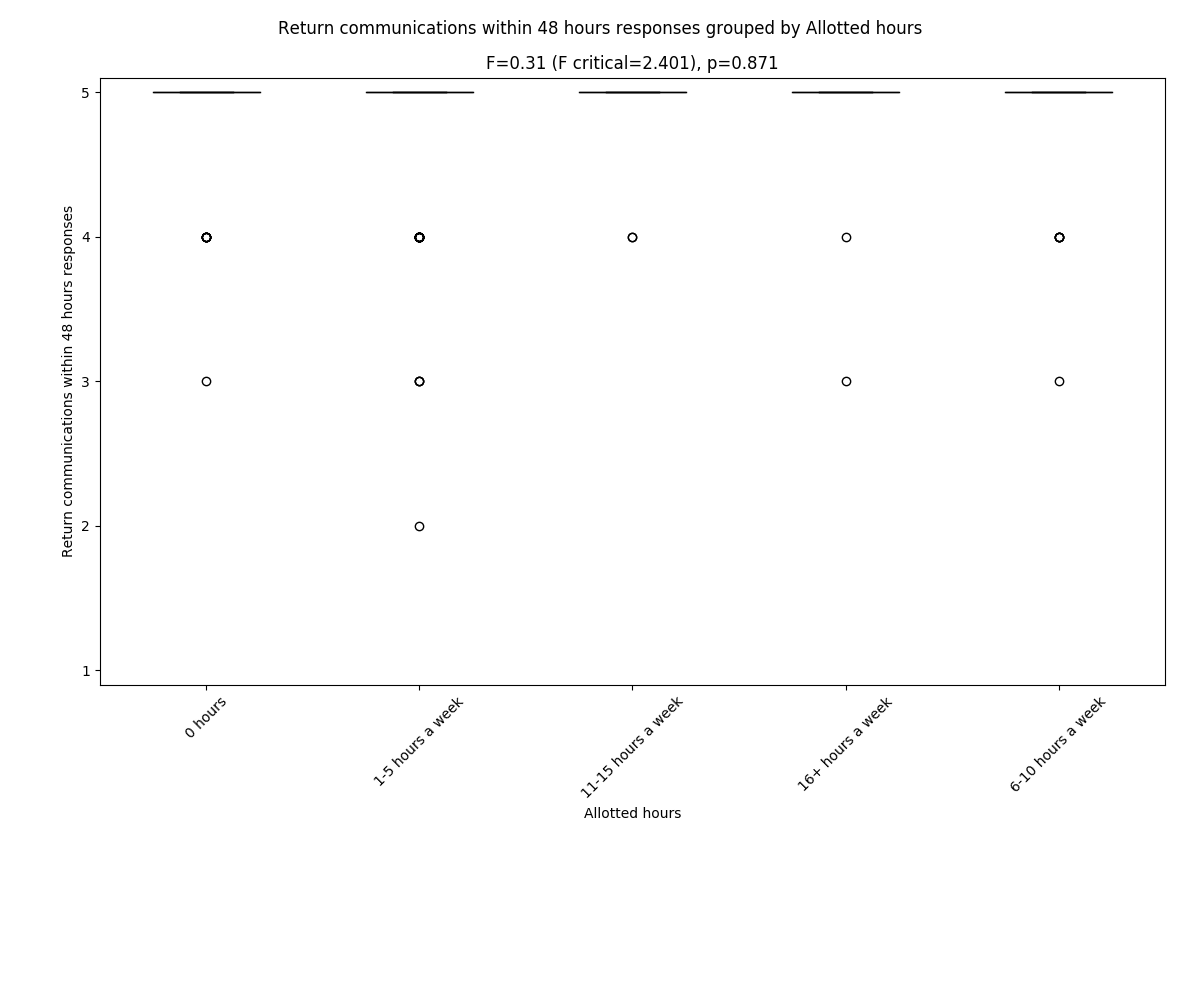 Return communications within 48 hours responses grouped by Allotted hours
F=0.31 (F critical=2.401), p=0.871
Return communications within 48 hours responses
5
4
3
2
1
0 hours
1-5 hours a week
11-15 hours a week
16+ hours a week
6-10 hours a week
Allotted hours